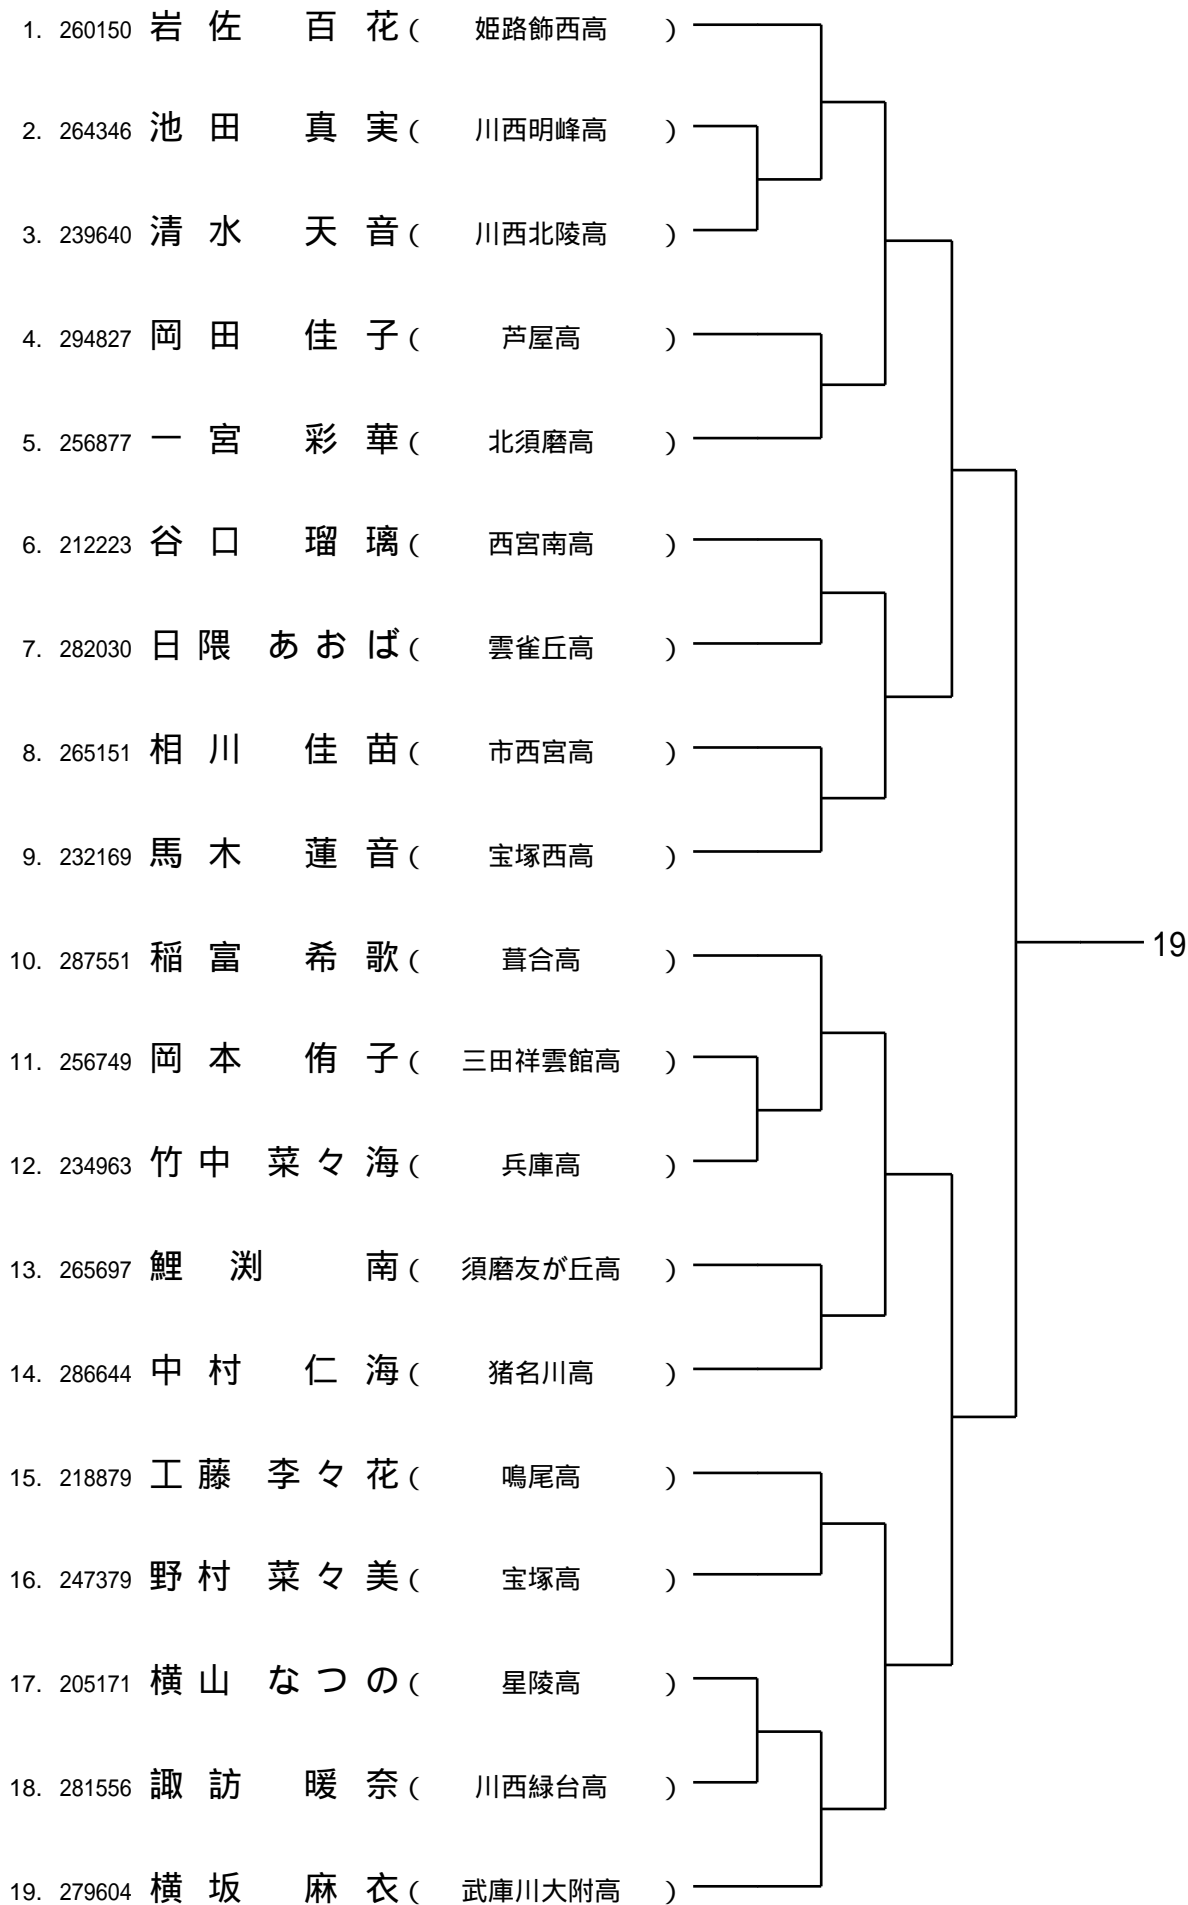 1. 260150 岩佐 百花( 姫路飾西高 )
2. 264346 池田 真実( 川西明峰高 )
3. 239640 清水 天音( 川西北陵高 )
4. 294827 岡田 佳子( 芦屋高 )
5. 256877 一宮 彩華( 北須磨高 )
6. 212223 谷口 瑠璃( 西宮南高 )
7. 282030 日隈 あおば( 雲雀丘高 )
8. 265151 相川 佳苗( 市西宮高 )
9. 232169 馬木 蓮音( 宝塚西高 )
19
10. 287551 稲富 希歌( 葺合高 )
11. 256749 岡本 侑子( 三田祥雲館高 )
12. 234963 竹中 菜々海( 兵庫高 )
13. 265697 鯉渕 南( 須磨友が丘高 )
14. 286644 中村 仁海( 猪名川高 )
15. 218879 工藤 李々花( 鳴尾高 )
16. 247379 野村 菜々美( 宝塚高 )
17. 205171 横山 なつの( 星陵高 )
18. 281556 諏訪 暖奈( 川西緑台高 )
19. 279604 横坂 麻衣( 武庫川大附高 )